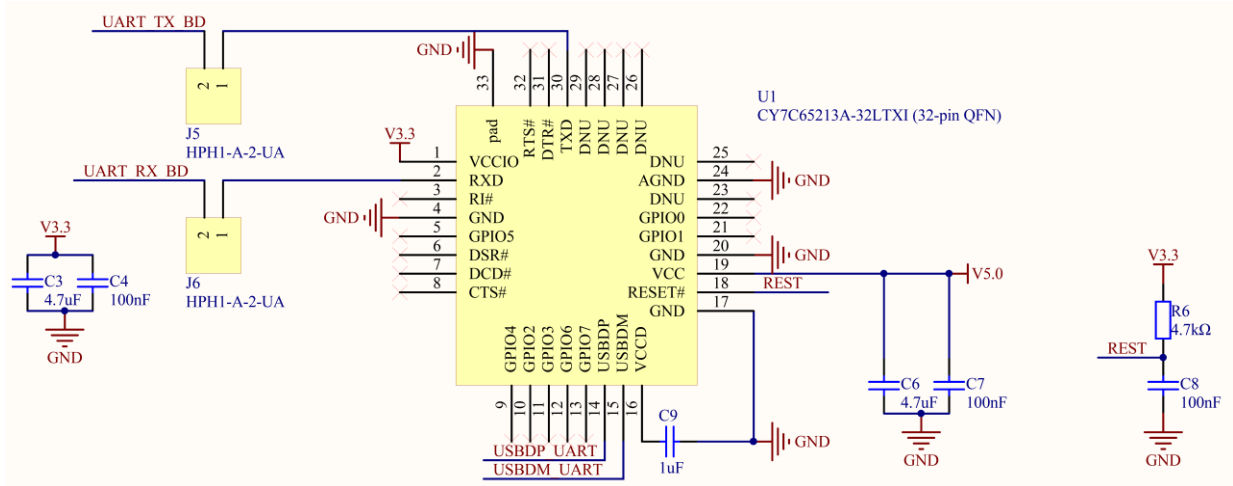 UART_TX_BD
2
1
J5
HPH1-A-2-UA
UART_RX_BD
2
1
J6
HPH1-A-2-UA
V3.3
C3
4.7uF
C4
100nF
GND
GND
33
32
31
30
29
28
27
26
pad
RTS#
DTR#
TXD
DNU
DNU
DNU
DNU
U1
CY7C65213A-32LTXI (32-pin QFN)
V3.3
1 VCCIO
2 RXD
3 RI#
GND 4 GND
5 GPIO5
6 DSR#
7 DCD#
8 CTS#
DNU 25
AGND 24 GND
DNU 23
GPIO0 22
GPIO1 21
GND 20 GND
VCC 19 V5.0
RESET# 18 REST
GND 17
GPIO4
GPIO2
GPIO3
GPIO6
GPIO7
USBDP
USBDM
VCCD
9
10
11
12
13
14
15
16
USBDP_UART
USBDM_UART
C9
1uF
GND
C6
4.7uF
C7
100nF
GND
V3.3
R6
4.7kΩ
REST
C8
100nF
GND